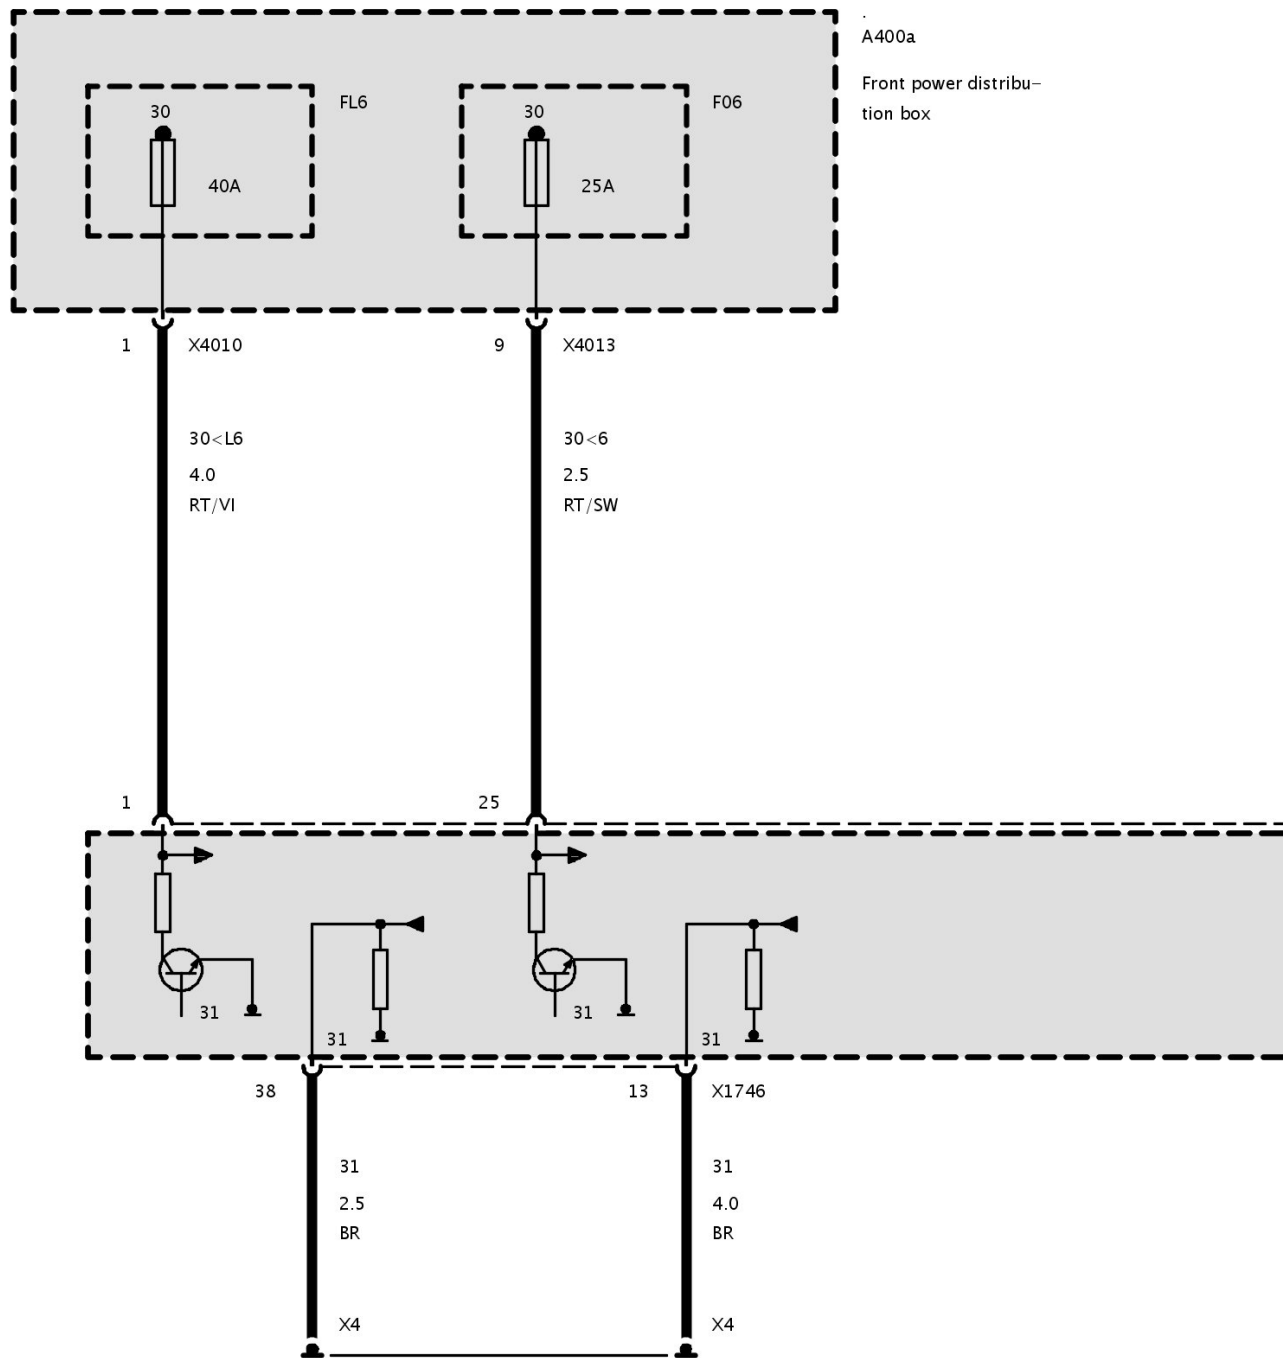 .
A400a
Front power distribu-
tion box
30
FL6
40A
30
F06
25A
1
X4010
9
X4013
30<L6
4.0
RT/VI
30<6
2.5
RT/SW
1
25
31
31
31
31
38
13
X1746
31
2.5
BR
31
4.0
BR
X4
X4